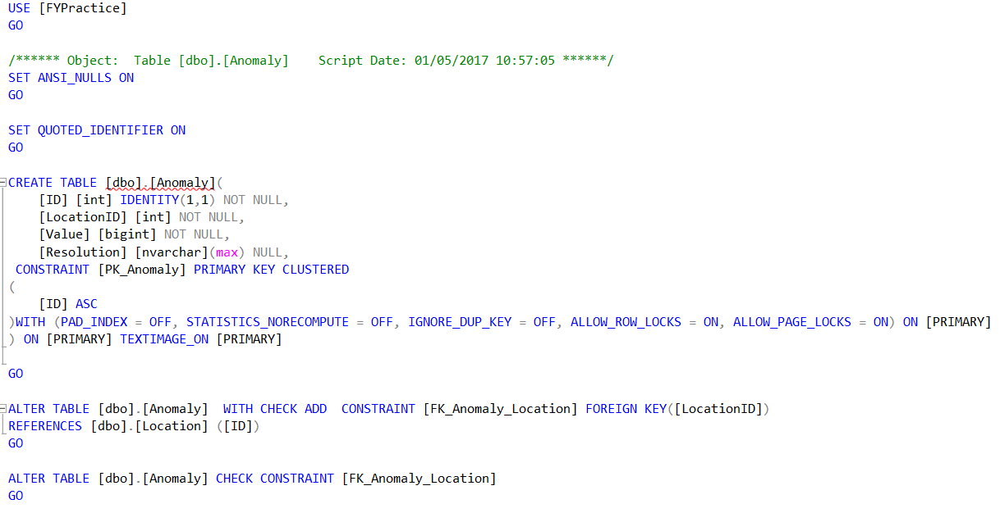 USE [FYPractice]
GO
/****** Object:  Table [dbo].[Anomaly]    Script Date: 01/05/2017 10:57:05 ******/
SET ANSI_NULLS ON
GO
SET QUOTED_IDENTIFIER ON
GO
CREATE TABLE [dbo].[Anomaly](
    [ID] [int] IDENTITY(1,1) NOT NULL,
    [LocationID] [int] NOT NULL,
    [Value] [bigint] NOT NULL,
    [Resolution] [nvarchar](max) NULL,
 CONSTRAINT [PK_Anomaly] PRIMARY KEY CLUSTERED
(
    [ID] ASC
)WITH (PAD_INDEX = OFF, STATISTICS_NORECOMPUTE = OFF, IGNORE_DUP_KEY = OFF, ALLOW_ROW_LOCKS = ON, ALLOW_PAGE_LOCKS = ON) ON [PRIMARY]
) ON [PRIMARY] TEXTIMAGE_ON [PRIMARY]
GO
ALTER TABLE [dbo].[Anomaly]  WITH CHECK ADD  CONSTRAINT [FK_Anomaly_Location] FOREIGN KEY([LocationID])
REFERENCES [dbo].[Location] ([ID])
GO
ALTER TABLE [dbo].[Anomaly] CHECK CONSTRAINT [FK_Anomaly_Location]
GO